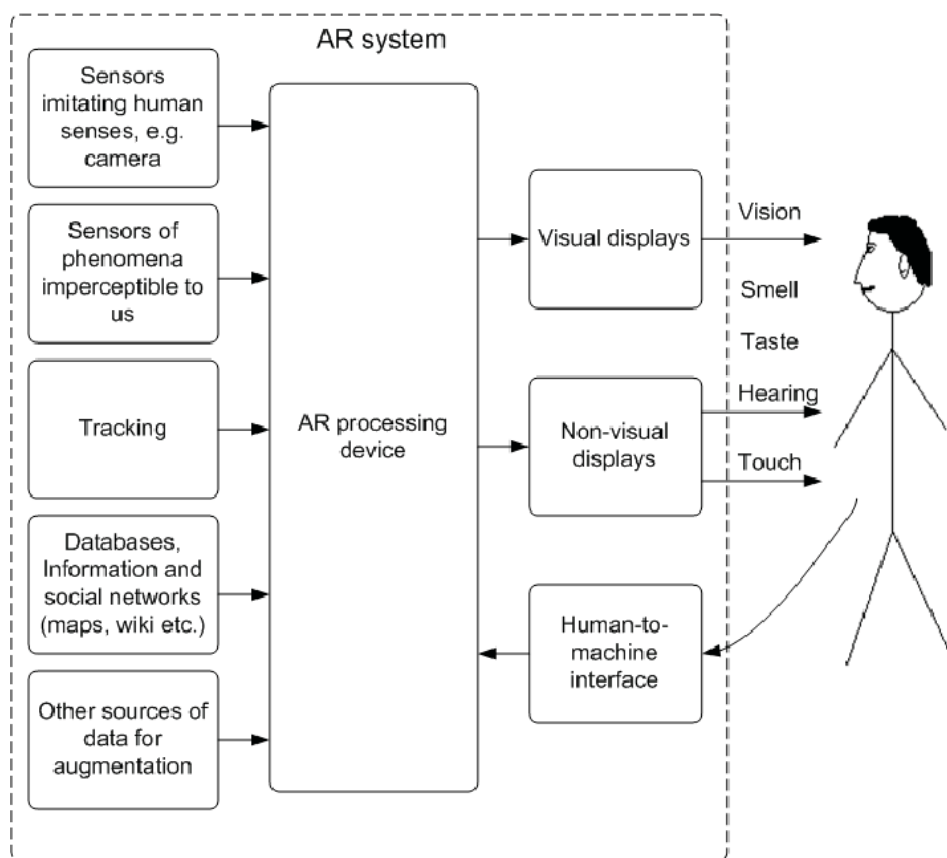 AR system
Sensors
imitating human
senses, e.g.
camera
Sensors of
phenomena
imperceptible to
us
Tracking
Databases,
Information and
social networks
(maps, wiki etc.)
Other sources of
data for
augmentation
AR processing
device
Visual displays
Non-visual
displays
Human-to-
machine
interface
Vision
Smell
Taste
Hearing
Touch